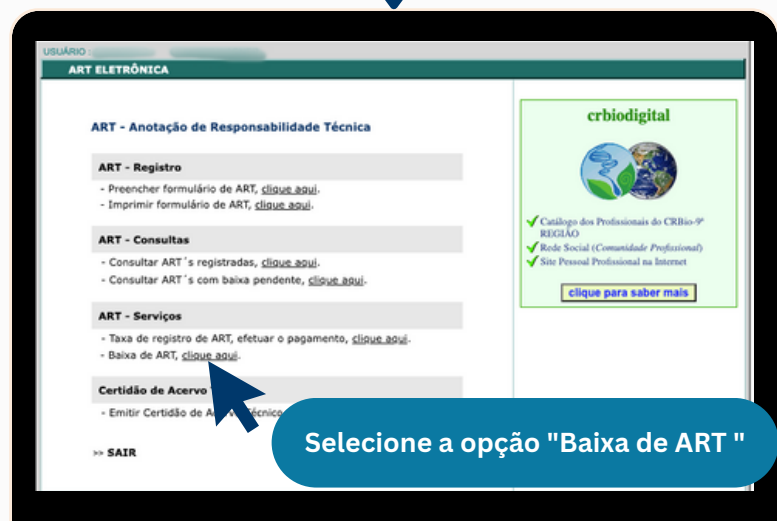 USUÁRIO :
ART ELETRÔNICA
ART - Anotação de Responsabilidade Técnica
ART - Registro
- Preencher formulário de ART, clique aqui.
- Imprimir formulário de ART, clique aqui.
ART - Consultas
- Consultar ART´s registradas, clique aqui.
- Consultar ART´s com baixa pendente, clique aqui.
ART - Serviços
- Taxa de registro de ART, efetuar o pagamento, clique aqui.
- Baixa de ART, clique aqui.
Certidão de Acervo
- Emitir Certidão de
>> SAIR
crbiodigital
Catálogo dos Profissionais do CRBio-9ª
REGIÃO
Rede Social (Comunidade Profissional)
Site Pessoal Profissional na Internet
clique para saber mais
Selecione a opção "Baixa de ART "